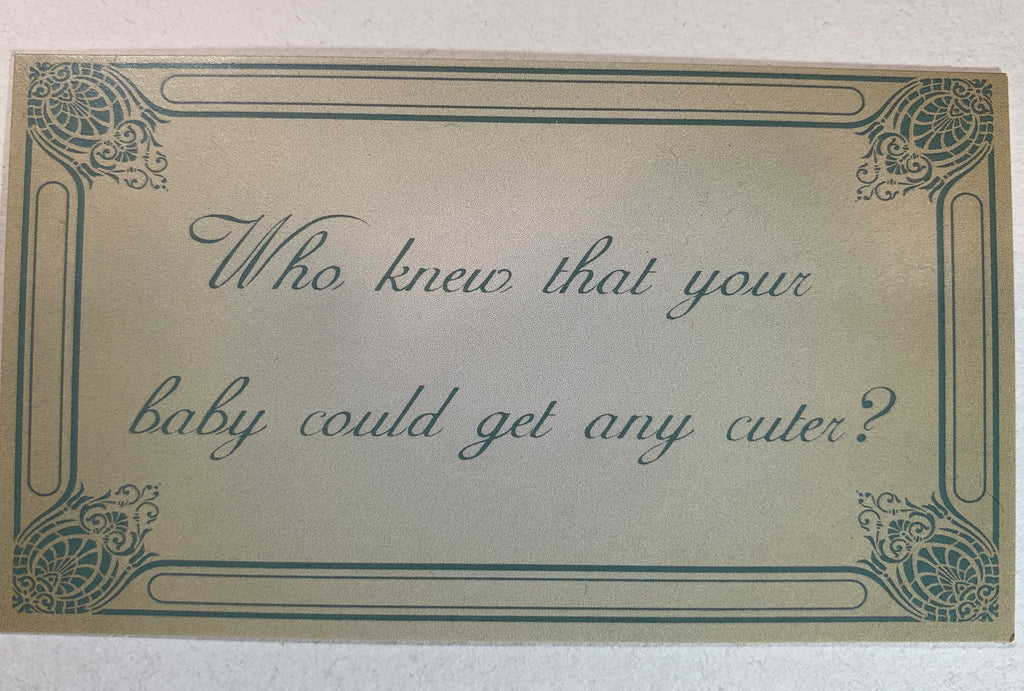 Who knew that your
baby could get any cuter?